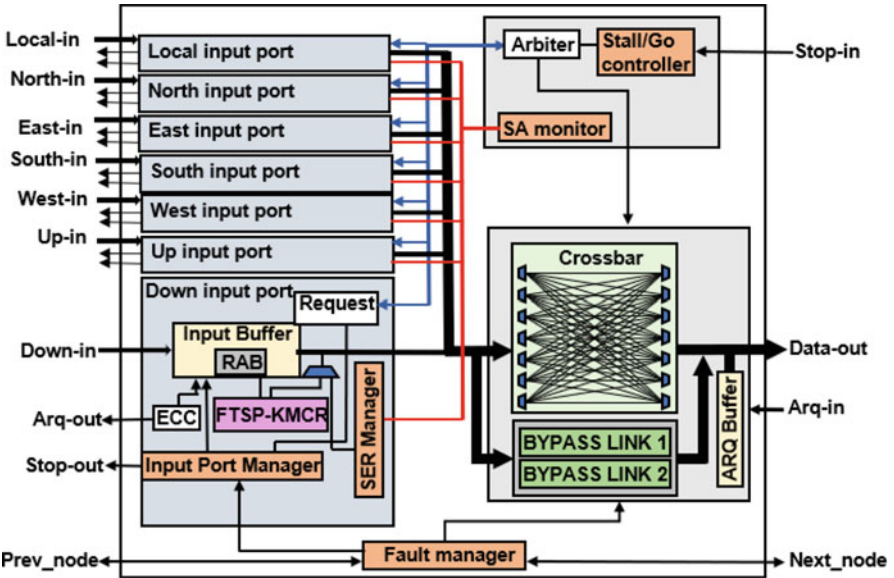 Local-in
North-in
East-in
South-in
West-in
Up-in
Down-in
Arq-out
Stop-out
Prev_node
Local input port
North input port
East input port
South input port
West input port
Up input port
Down input port
Request
Input Buffer
RAB
ECC
FTSP-KMCR
SER Manager
Input Port Manager
Fault manager
Arbiter
Stall/Go
controller
SA monitor
Crossbar
BYPASS LINK 1
BYPASS LINK 2
ARQ Buffer
Stop-in
Data-out
Arq-in
Next_node